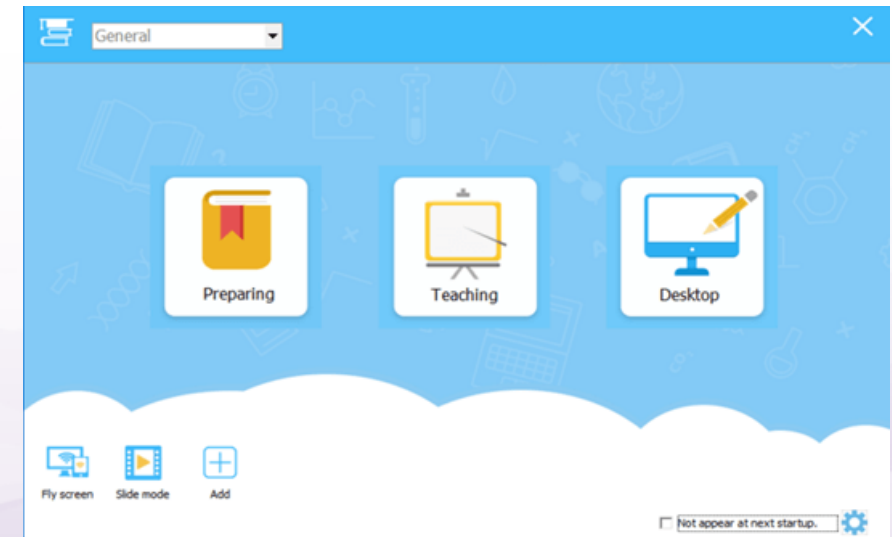 General
Preparing
Teaching
Desktop
Fly screen
Slide mode
Add
Not appear at next startup.